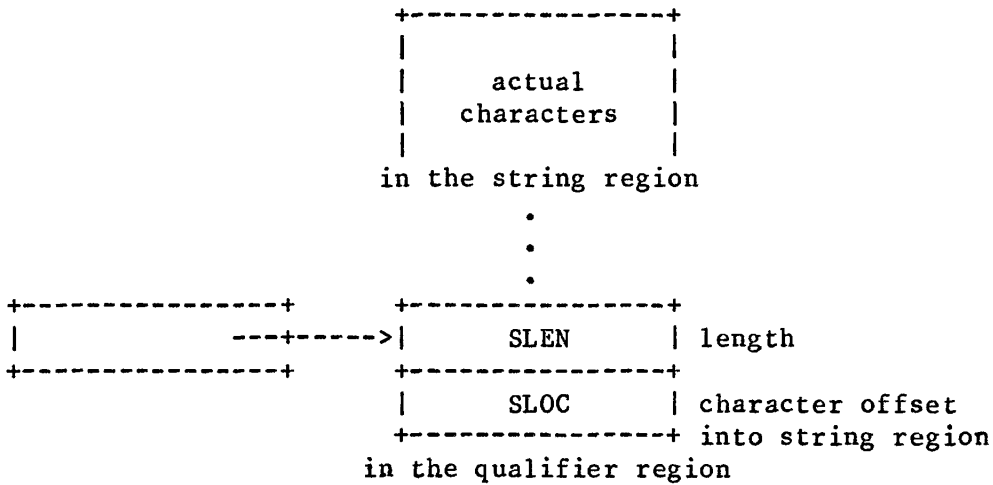 actual
characters
in the string region
SLEN length
SLOC character offset
into string region
in the qualifier region